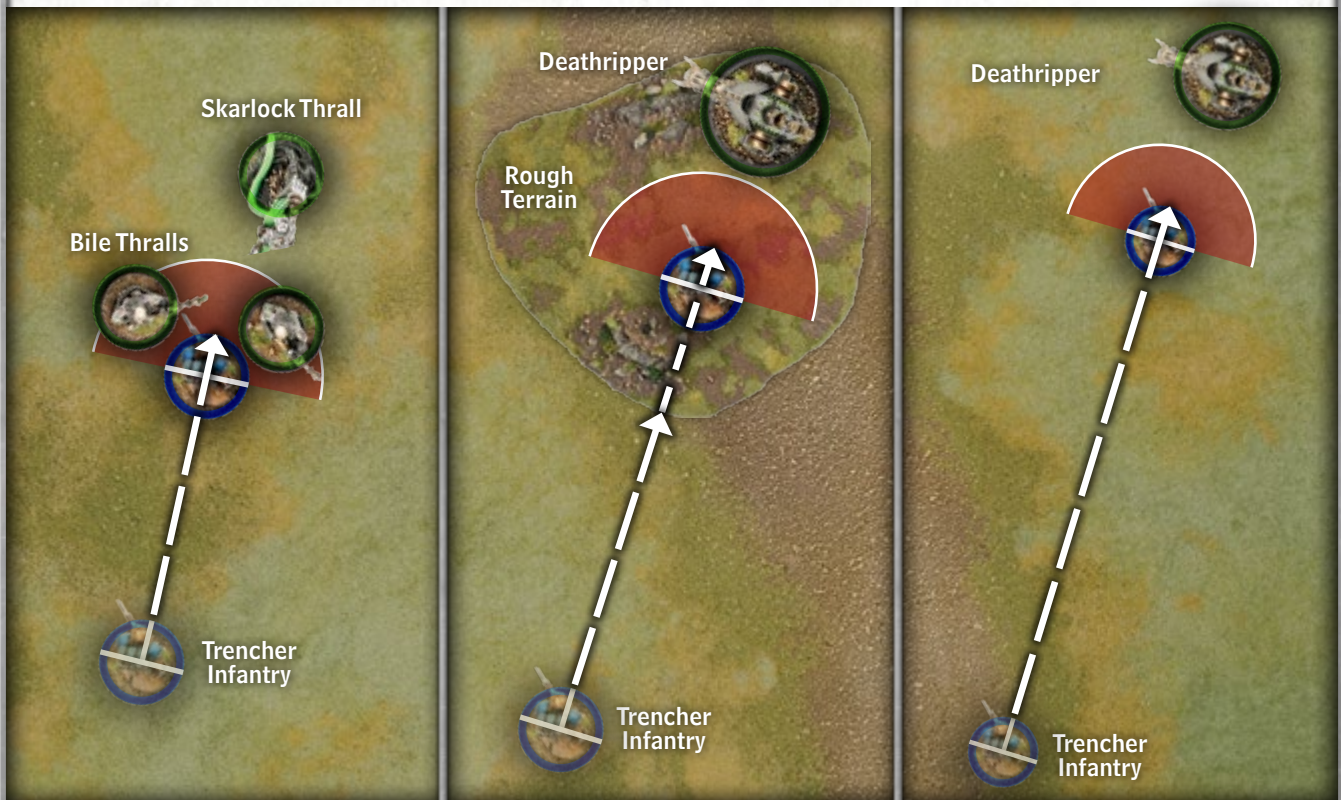 Skarlock Thrall
Bile Thralls
Trencher
Infantry
Deathripper
Rough
Terrain
Trencher
Infantry
Deathripper
Trencher
Infantry